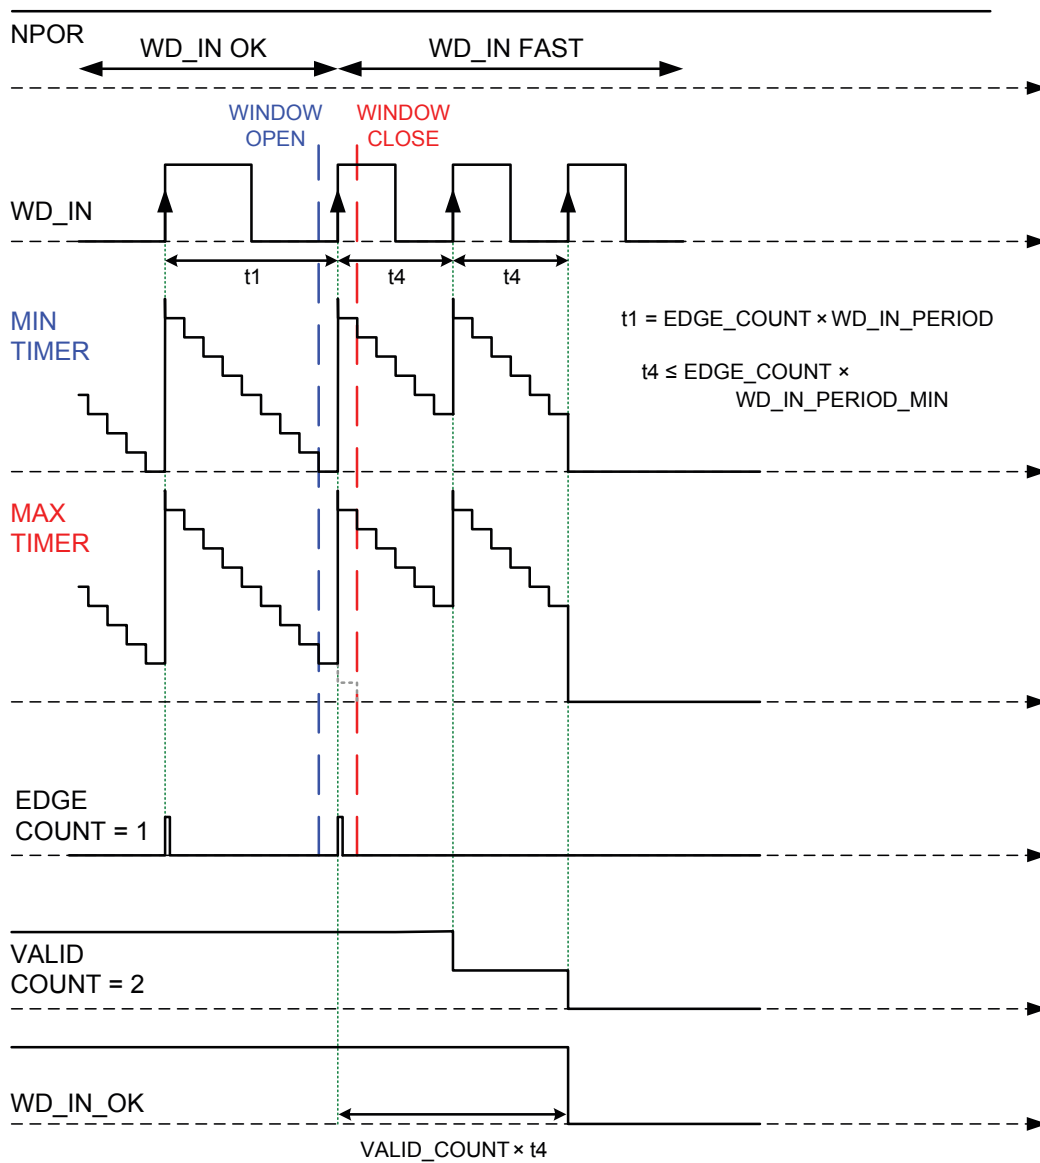 NPOR
WD_IN OK
WD_IN FAST
WINDOW
OPEN
WINDOW
CLOSE
WD_IN
t1
t4
t4
MIN
TIMER
t1 = EDGE_COUNT × WD_IN_PERIOD
t4 ≤ EDGE_COUNT ×
WD_IN_PERIOD_MIN
MAX
TIMER
EDGE
COUNT = 1
VALID
COUNT = 2
WD_IN_OK
VALID_COUNT × t4